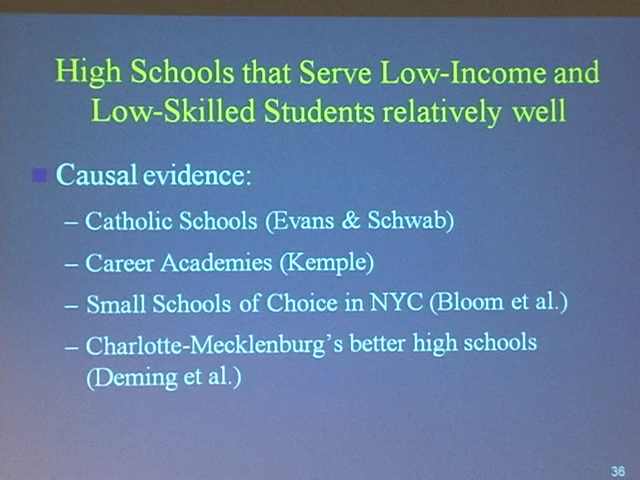 High Schools that Serve Low-Income and
Low-Skilled Students relatively well
Causal evidence:
– Catholic Schools (Evans & Schwab)
– Career Academies (Kemple)
– Small Schools of Choice in NYC (Bloom et al.)
– Charlotte-Mecklenburg's better high schools
(Deming et al.)
36